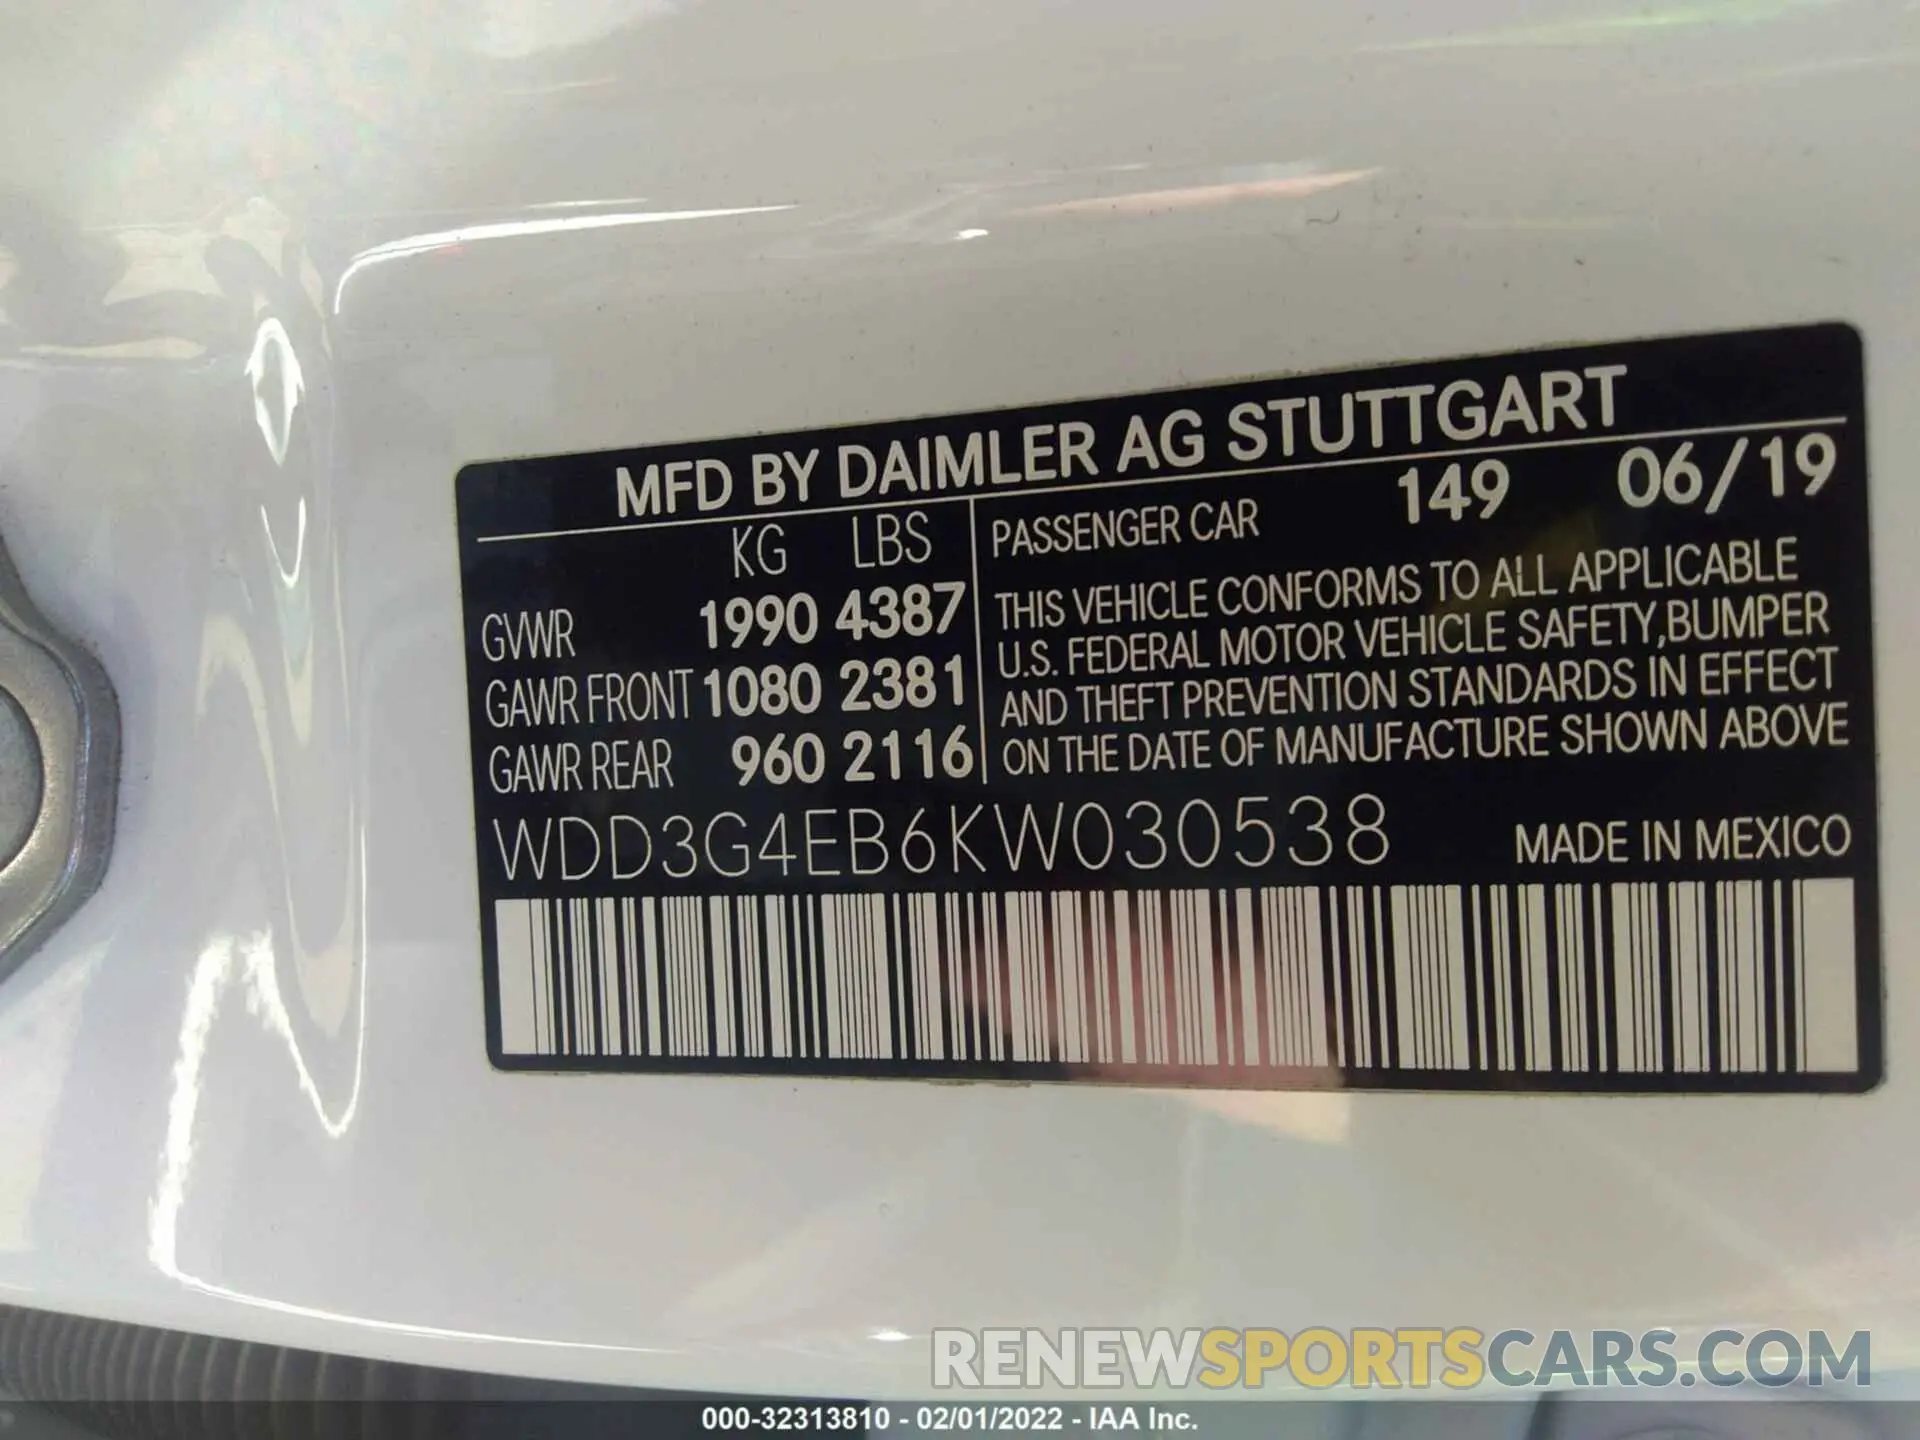 MFD BY DAIMLER AG STUTTGART
KG LBS
GVWR 1990 4387
GAWR FRONT 1080 2381
GAWR REAR 960 2116
PASSENGER CAR 149 06/19
THIS VEHICLE CONFORMS TO ALL APPLICABLE
U.S. FEDERAL MOTOR VEHICLE SAFETY,BUMPER
AND THEFT PREVENTION STANDARDS IN EFFECT
ON THE DATE OF MANUFACTURE SHOWN ABOVE
WDD3G4EB6KW030538 MADE IN MEXICO
RENEWSPORTSCARS.COM
000-32313810 - 02/01/2022 - IAA Inc.